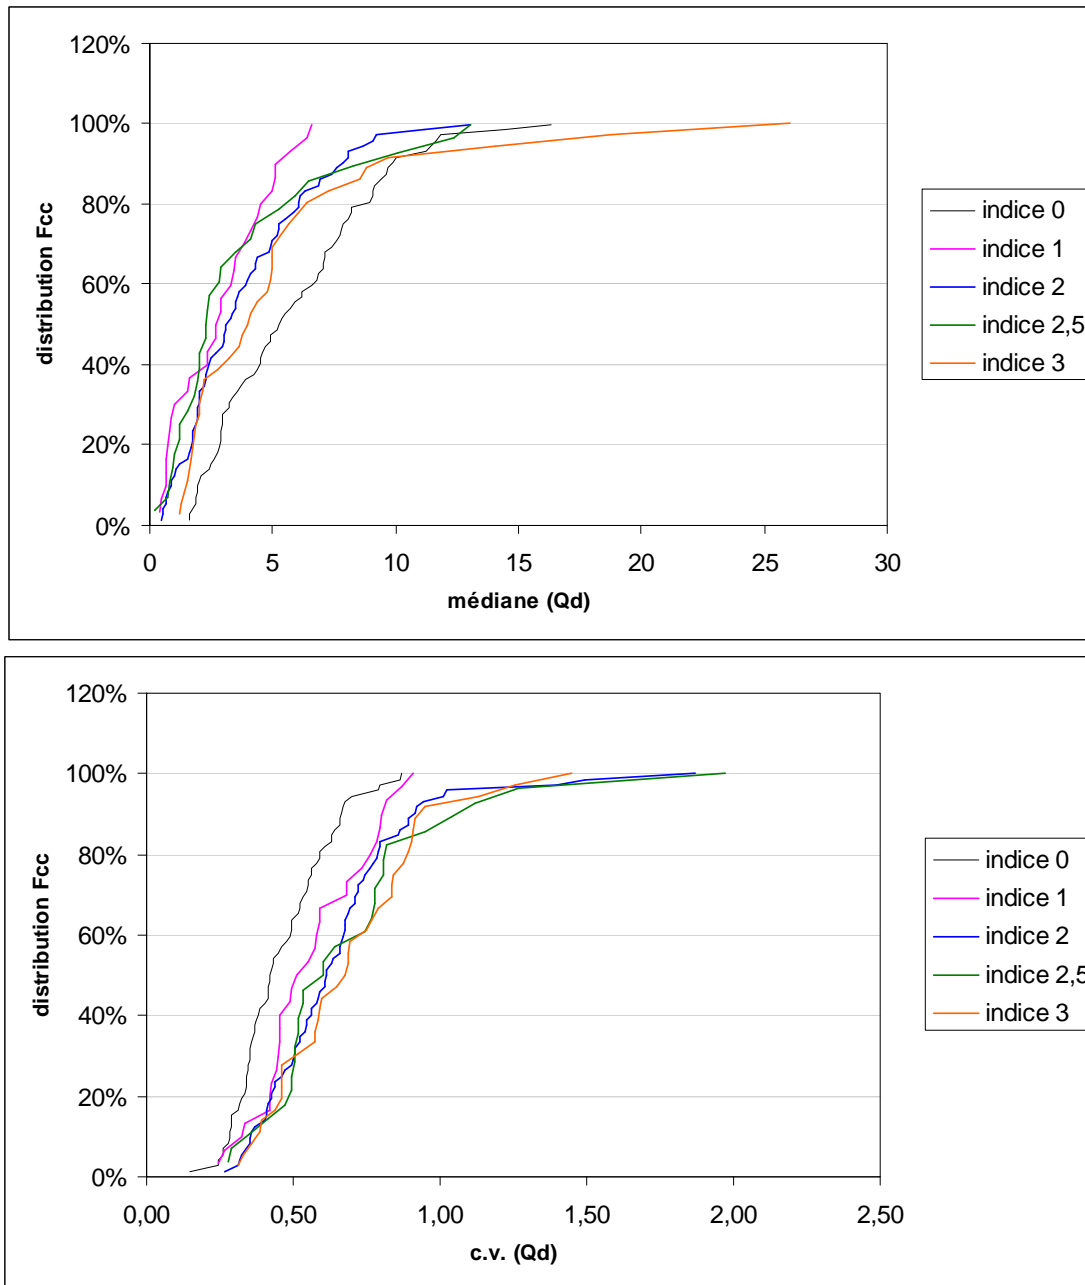 120%
100%
80%
60%
40%
20%
0%
distribution Fcc
0 5 10 15 20 25 30
médiane (Qd)
indice 0
indice 1
indice 2
indice 2,5
indice 3
120%
100%
80%
60%
40%
20%
0%
distribution Fcc
0,00 0,50 1,00 1,50 2,00 2,50
c.v. (Qd)
indice 0
indice 1
indice 2
indice 2,5
indice 3